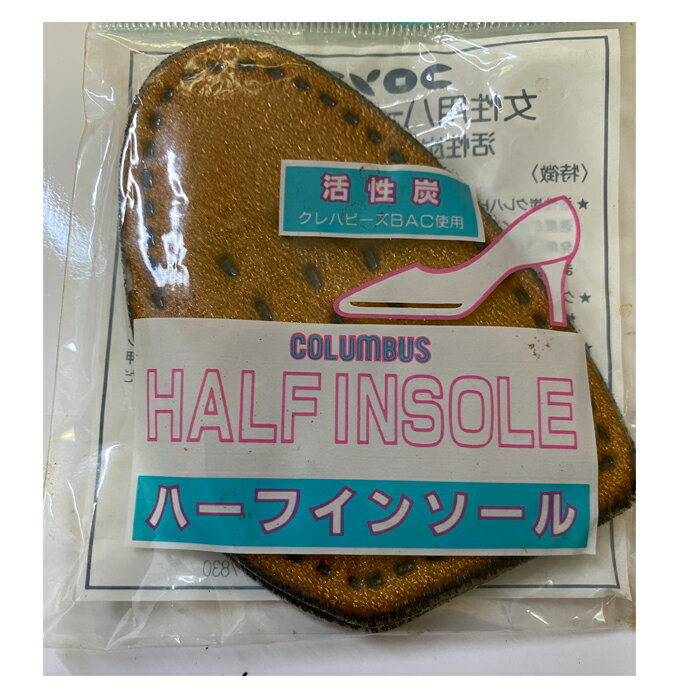 女性用ハ
活性炭
〈特徴〉
活性炭
クレハビーズBAC使用
COLUMBUS
HALF INSOLE
ハーフインソール